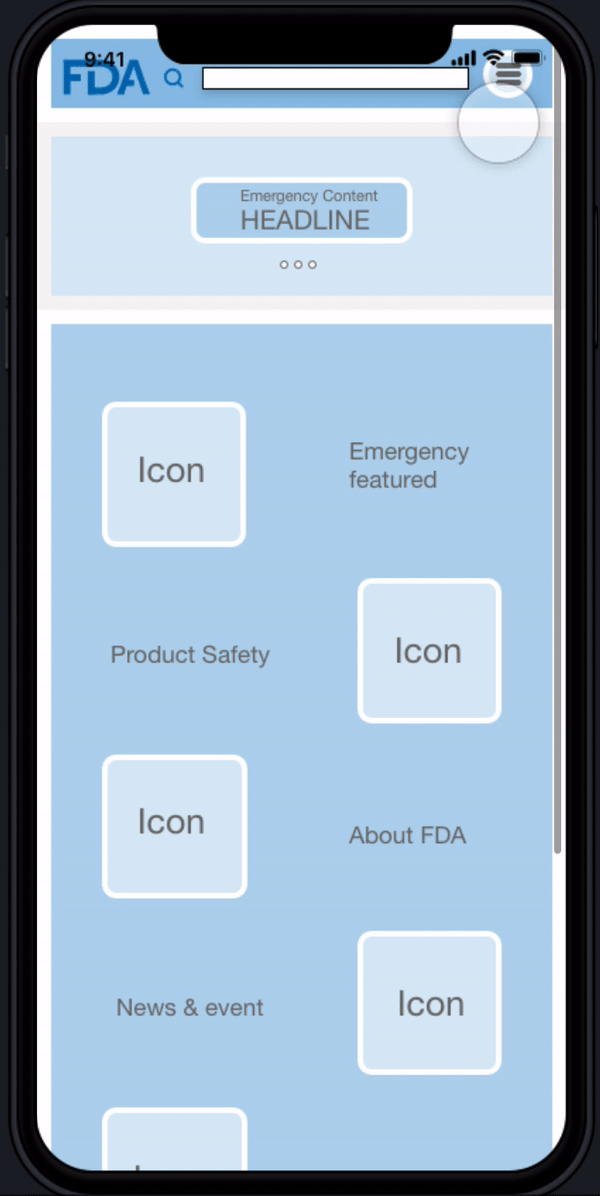 9:41
FDA
Emergency Content
HEADLINE
Icon
Emergency
featured
Product Safety
Icon
Icon
About FDA
News & event
Icon